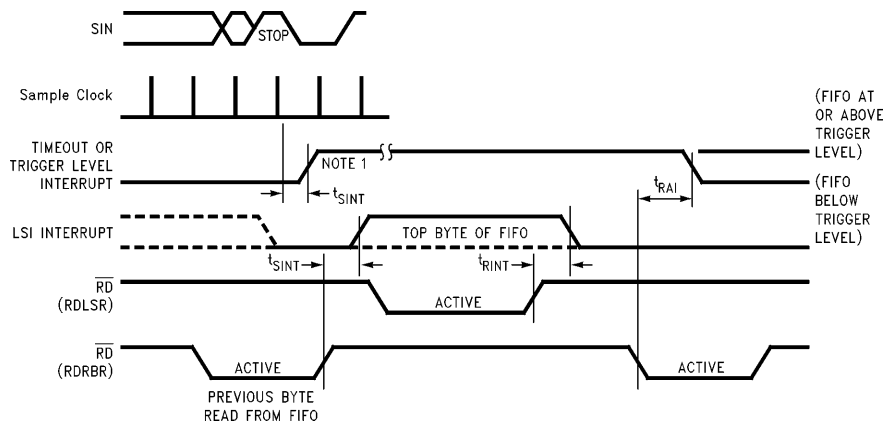 SIN
STOP
Sample Clock
(FIFO AT
OR ABOVE
TRIGGER
LEVEL)
TIMEOUT OR
TRIGGER LEVEL
INTERRUPT
NOTE 1
tSINT
tRAI
(FIFO
BELOW
TRIGGER
LEVEL)
LSI INTERRUPT
TOP BYTE OF FIFO
tSINT
tRINT
RD
(RDLSR)
ACTIVE
RD
(RDRBR)
ACTIVE
ACTIVE
PREVIOUS BYTE
READ FROM FIFO